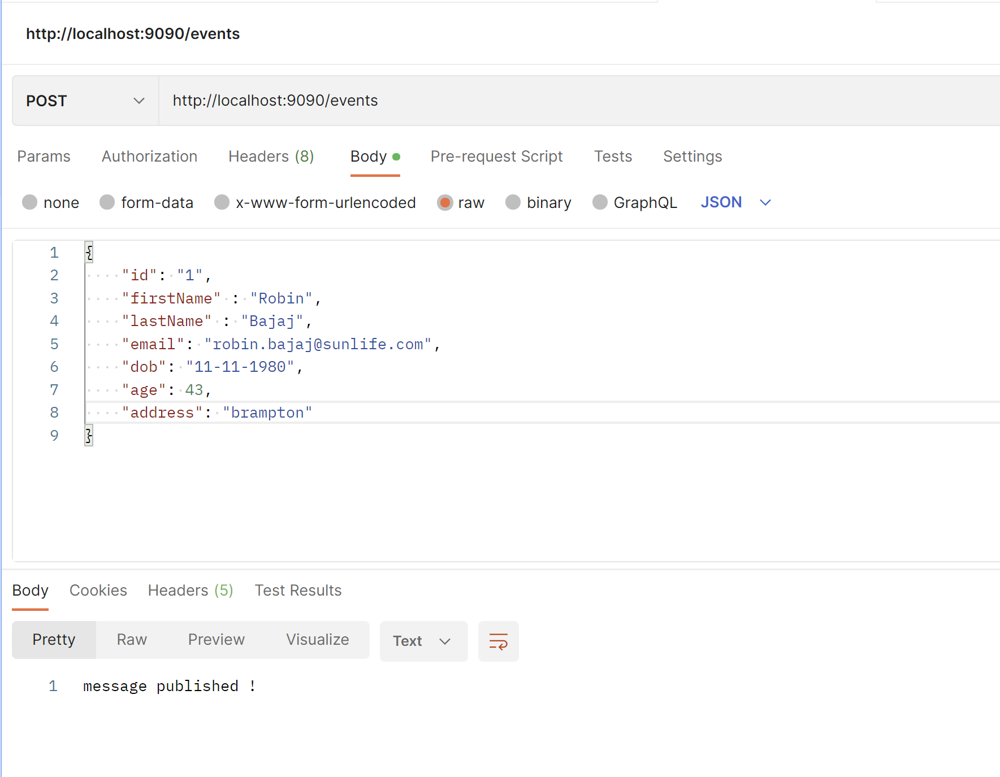 http://localhost:9090/events
POST http://localhost:9090/events
Params Authorization Headers (8) Body Pre-request Script Tests Settings
none form-data x-www-form-urlencoded raw binary GraphQL JSON
1 {
2 "id": "1",
3 "firstName" : "Robin",
4 "lastName" : "Bajaj",
5 "email": "robin.bajaj@sunlife.com",
6 "dob": "11-11-1980",
7 "age": 43,
8 "address": "brampton"
9 }
Body Cookies Headers (5) Test Results
Pretty Raw Preview Visualize Text
1 message published !